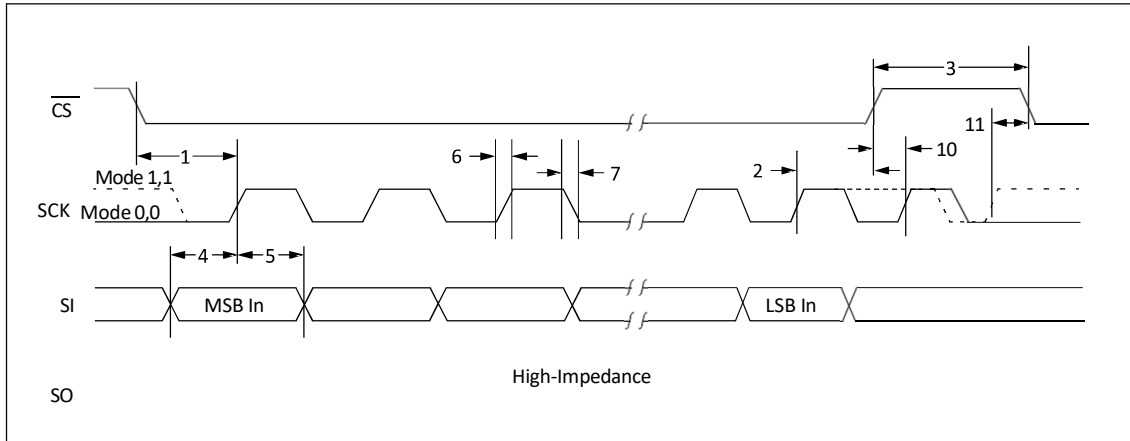 3
CS
11
1
6
7
2
10
Mode 1,1
SCK
Mode 0,0
4
5
SI
MSB In
LSB In
High-Impedance
SO